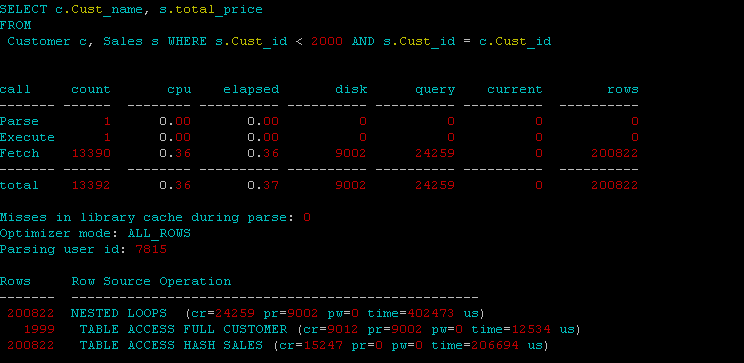 SELECT c.Cust_name, s.total_price
FROM
 Customer c, Sales s WHERE s.Cust_id < 2000 AND s.Cust_id = c.Cust_id
call     count       cpu    elapsed       disk      query    current        rows
------- ------ -------- ---------- ---------- ---------- ---------- ----------
Parse        1      0.00       0.00          0          0          0           0
Execute      1      0.00       0.00          0          0          0           0
Fetch    13390      0.36       0.36       9002      24259          0      200822
------- ------ -------- ---------- ---------- ---------- ---------- ----------
total    13392      0.36       0.37       9002      24259          0      200822
Misses in library cache during parse: 0
Optimizer mode: ALL_ROWS
Parsing user id: 7815
Rows     Row Source Operation
------- ---------------------------------------------------
 200822  NESTED LOOPS  (cr=24259 pr=9002 pw=0 time=402473 us)
   1999   TABLE ACCESS FULL CUSTOMER (cr=9012 pr=9002 pw=0 time=12534 us)
 200822   TABLE ACCESS HASH SALES (cr=15247 pr=0 pw=0 time=206694 us)